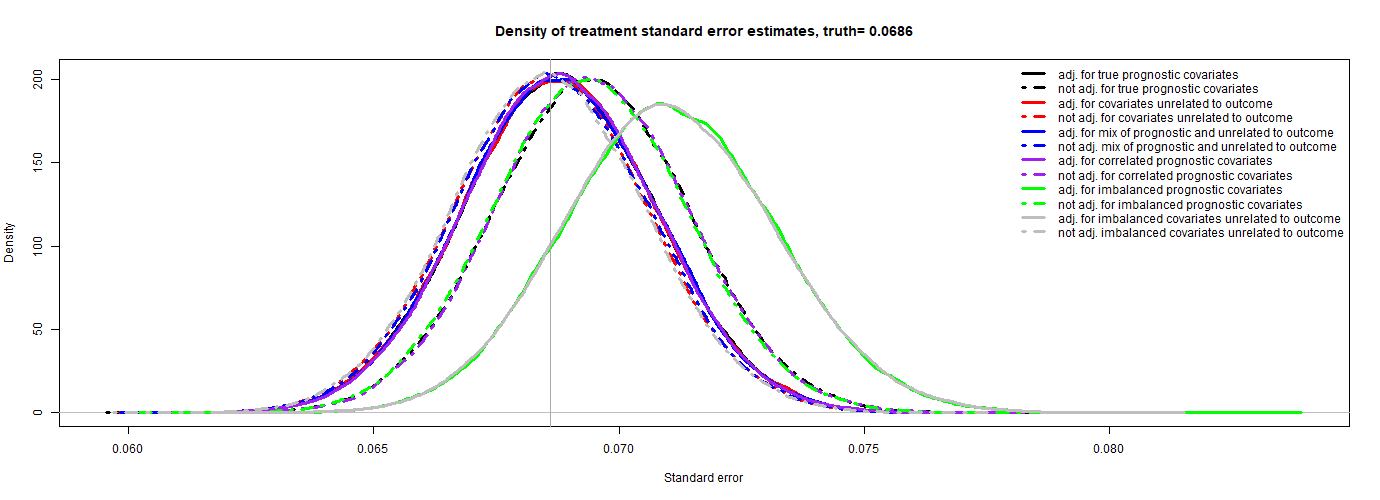 Density of treatment standard error estimates, truth= 0.0686
adj. for true prognostic covariates
not adj. for true prognostic covariates
adj. for covariates unrelated to outcome
not adj. for covariates unrelated to outcome
adj. for mix of prognostic and unrelated to outcome
not adj. mix of prognostic and unrelated to outcome
adj. for correlated prognostic covariates
not adj. for correlated prognostic covariates
adj. for imbalanced prognostic covariates
not adj. for imbalanced prognostic covariates
adj. for imbalanced covariates unrelated to outcome
not adj. imbalanced covariates unrelated to outcome
Density
200
150
100
50
0
0.060
0.065
0.070
0.075
0.080
Standard error